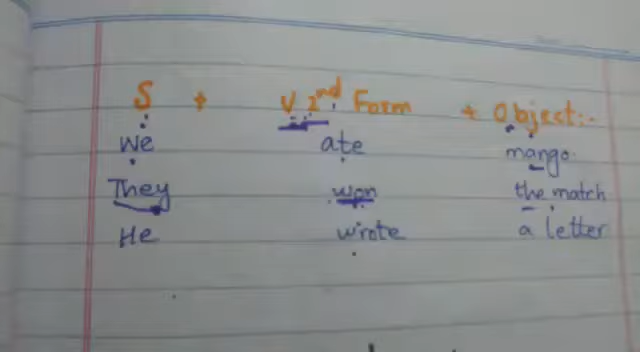 S + V 2nd Form + Object:-
We ate mango.
They won the match
He wrote a letter